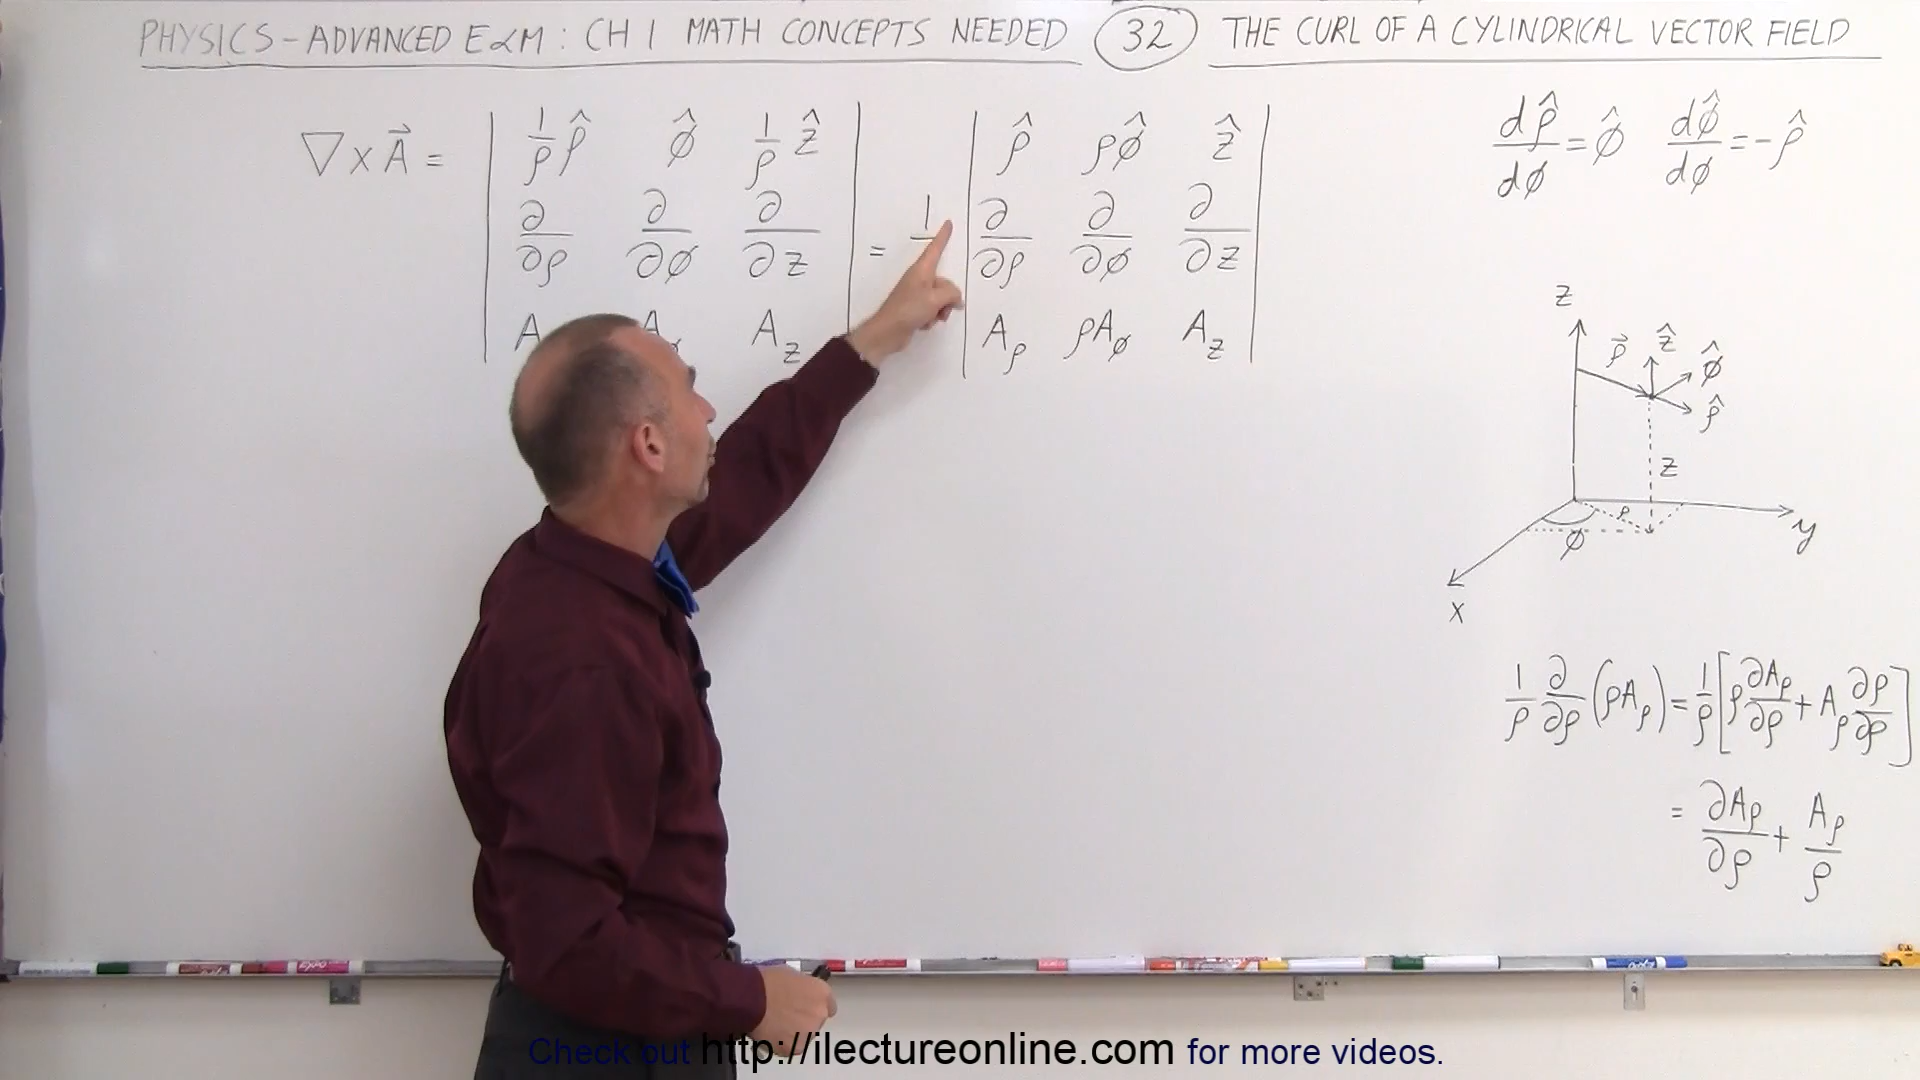 PHYSICS - ADVANCED E&M: CH 1 MATH CONCEPTS NEEDED (32) THE CURL OF A CYLINDRICAL VECTOR FIELD
∇ × A⃗ = | 1/ρ ρ̂ ϕ̂ 1/ρ ẑ | = 1 | ρ̂ ρϕ̂ ẑ |
| ∂/∂ρ ∂/∂ϕ ∂/∂z | | ∂/∂ρ ∂/∂ϕ ∂/∂z |
| A A_ϕ A_z | | A_ρ ρA_ϕ A_z |
dρ̂/dϕ = ϕ̂ dϕ̂/dϕ = -ρ̂
z
ρ⃗ ẑ ϕ̂
ρ̂
z
ρ
ϕ y
x
1/ρ ∂/∂ρ (ρA_ρ) = 1/ρ [ρ ∂A_ρ/∂ρ + A_ρ ∂ρ/∂ρ]
= ∂A_ρ/∂ρ + A_ρ/ρ
Check out http://ilectureonline.com for more videos.